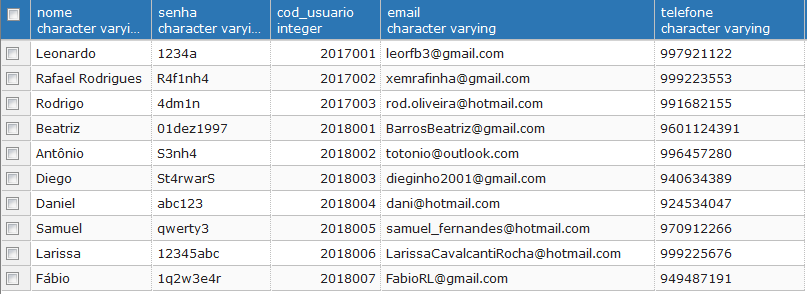 nome senha cod_usuario email telefone
character varyi... character varyi... integer character varying character varying
Leonardo 1234a 2017001 leorfb3@gmail.com 997921122
Rafael Rodrigues R4f1nh4 2017002 xemrafinha@gmail.com 999223553
Rodrigo 4dm1n 2017003 rod.oliveira@hotmail.com 991682155
Beatriz 01dez1997 2018001 BarrosBeatriz@gmail.com 9601124391
Antônio S3nh4 2018002 totonio@outlook.com 996457280
Diego St4rwarS 2018003 dieginho2001@gmail.com 940634389
Daniel abc123 2018004 dani@hotmail.com 924534047
Samuel qwerty3 2018005 samuel_fernandes@hotmail.com 970912266
Larissa 12345abc 2018006 LarissaCavalcantiRocha@hotmail.com 999225676
Fábio 1q2w3e4r 2018007 FabioRL@gmail.com 949487191